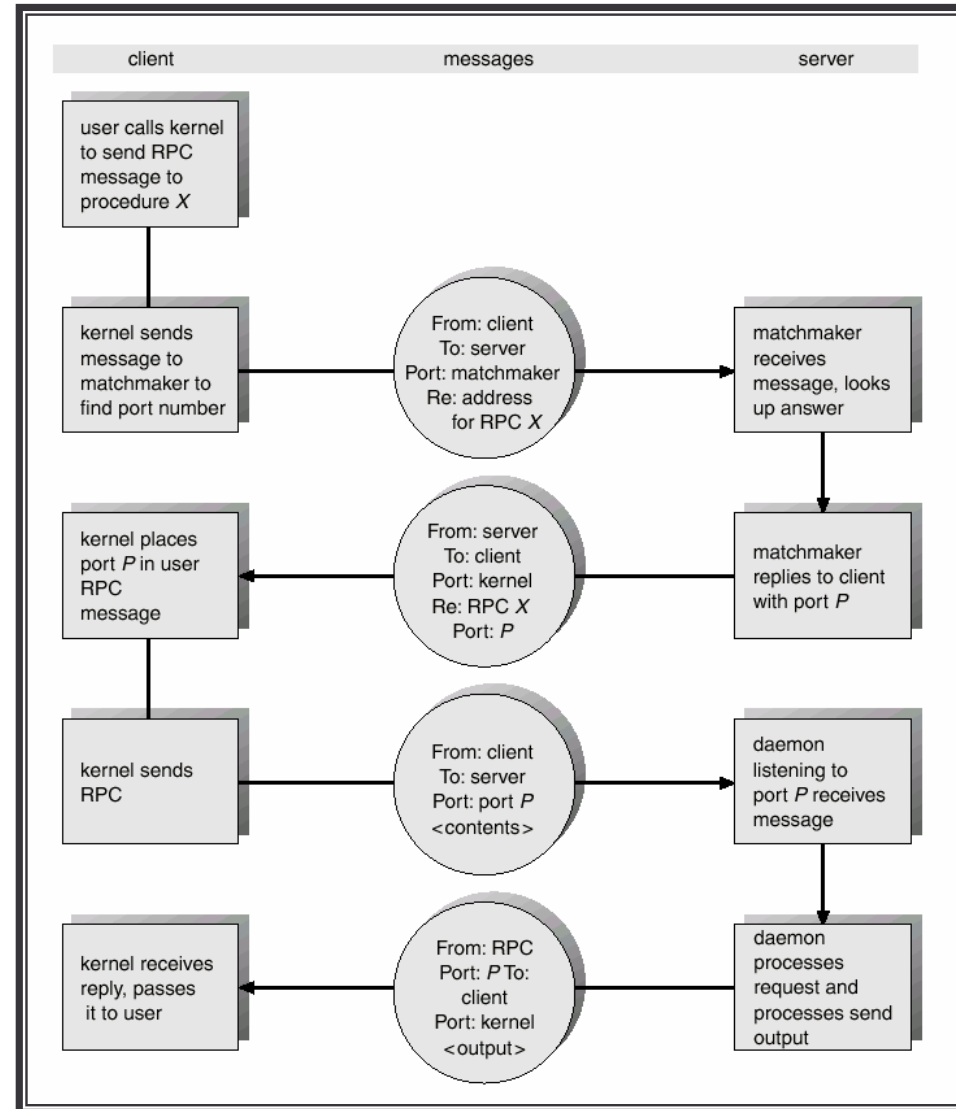 client
messages
server
user calls kernel
to send RPC
message to
procedure X
kernel sends
message to
matchmaker to
find port number
From: client
To: server
Port: matchmaker
Re: address
for RPC X
matchmaker
receives
message, looks
up answer
kernel places
port P in user
RPC
message
From: server
To: client
Port: kernel
Re: RPC X
Port: P
matchmaker
replies to client
with port P
kernel sends
RPC
From: client
To: server
Port: port P
<contents>
daemon
listening to
port P receives
message
kernel receives
reply, passes
it to user
From: RPC
Port: P To:
client
Port: kernel
<output>
daemon
processes
request and
processes send
output